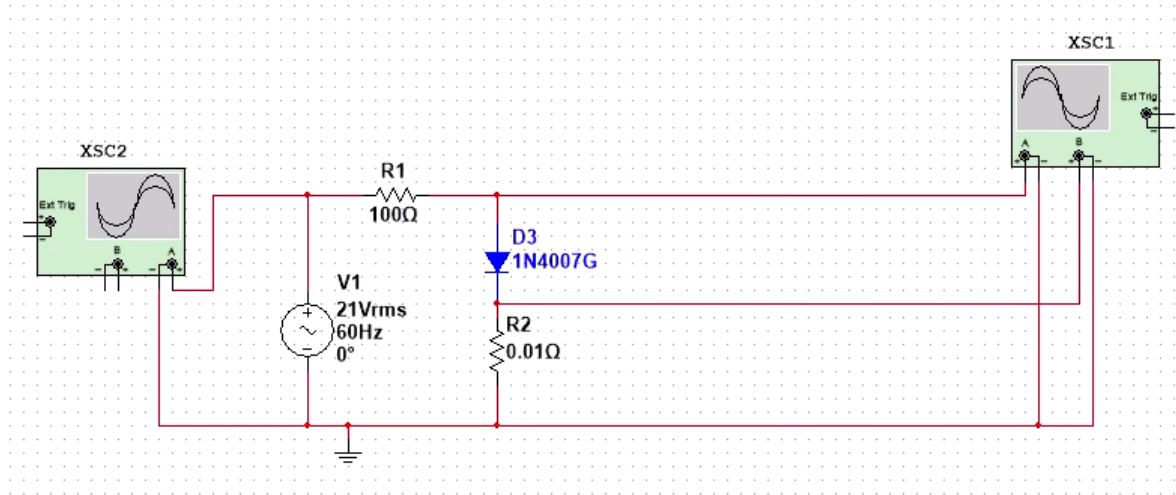 XSC1
Ext Trig
+
−
A
B
+
−
+
−
XSC2
Ext Trig
+
−
B
A
−
+
−
+
R1
100Ω
D3
1N4007G
V1
21Vrms
60Hz
0°
+
−
R2
0.01Ω